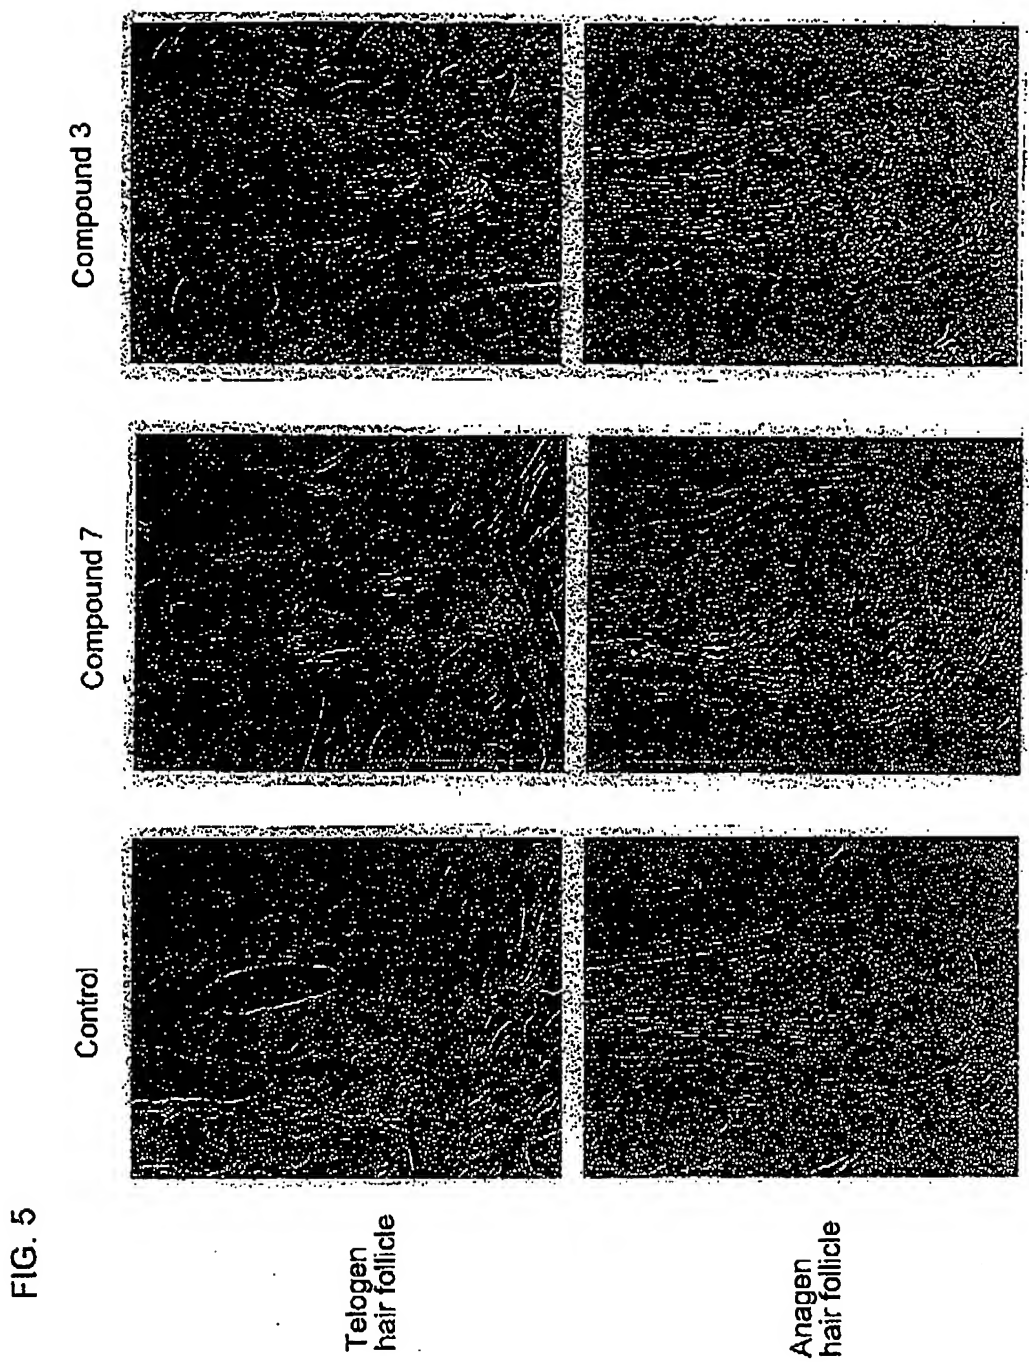 FIG. 5
Control
Compound 7
Compound 3
Telogen
hair follicle
Anagen
hair follicle